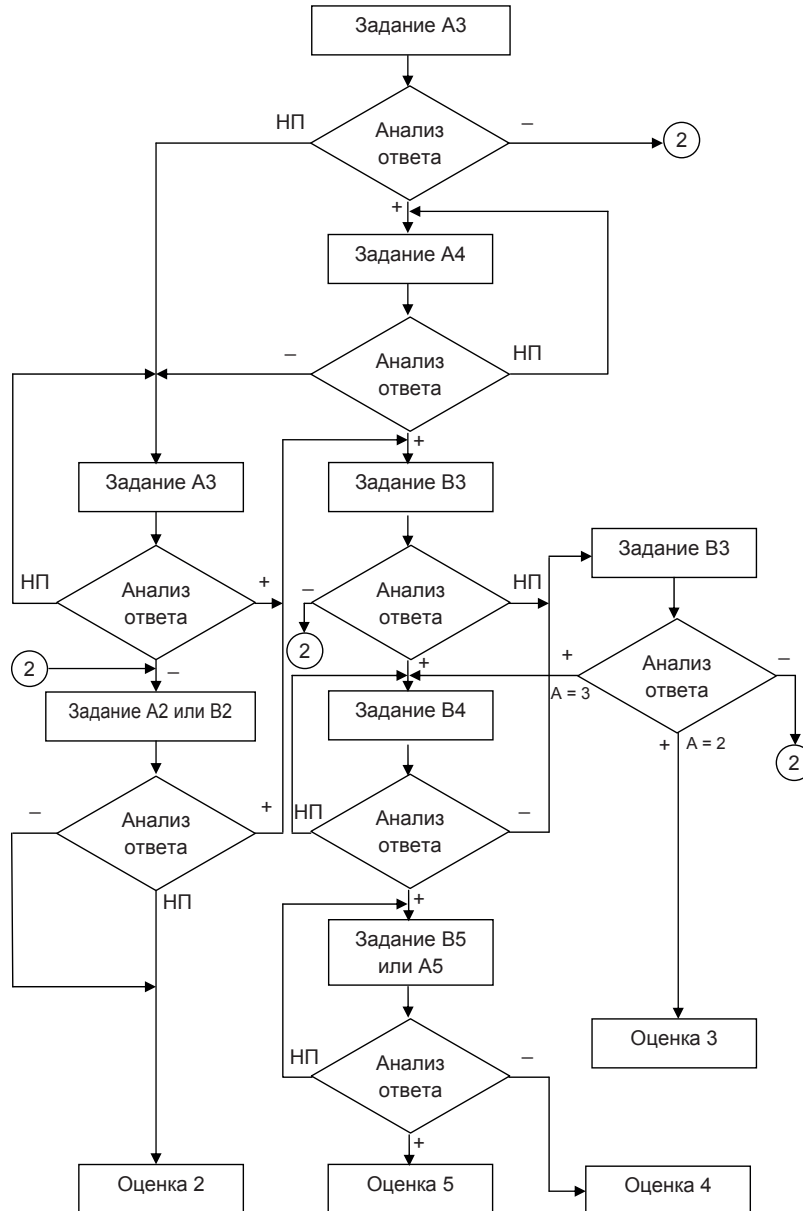 Задание А3
НП
Анализ
ответа
–
2
+
Задание А4
–
Анализ
ответа
НП
+
Задание А3
Задание В3
Задание В3
НП
Анализ
ответа
+
–
Анализ
ответа
НП
2
2
–
+
+
А = 3
Анализ
ответа
–
Задание А2 или В2
Задание В4
+
А = 2
2
–
Анализ
ответа
+
НП
НП
Анализ
ответа
–
+
Задание В5
или А5
НП
Анализ
ответа
–
+
Оценка 3
Оценка 2
Оценка 5
Оценка 4